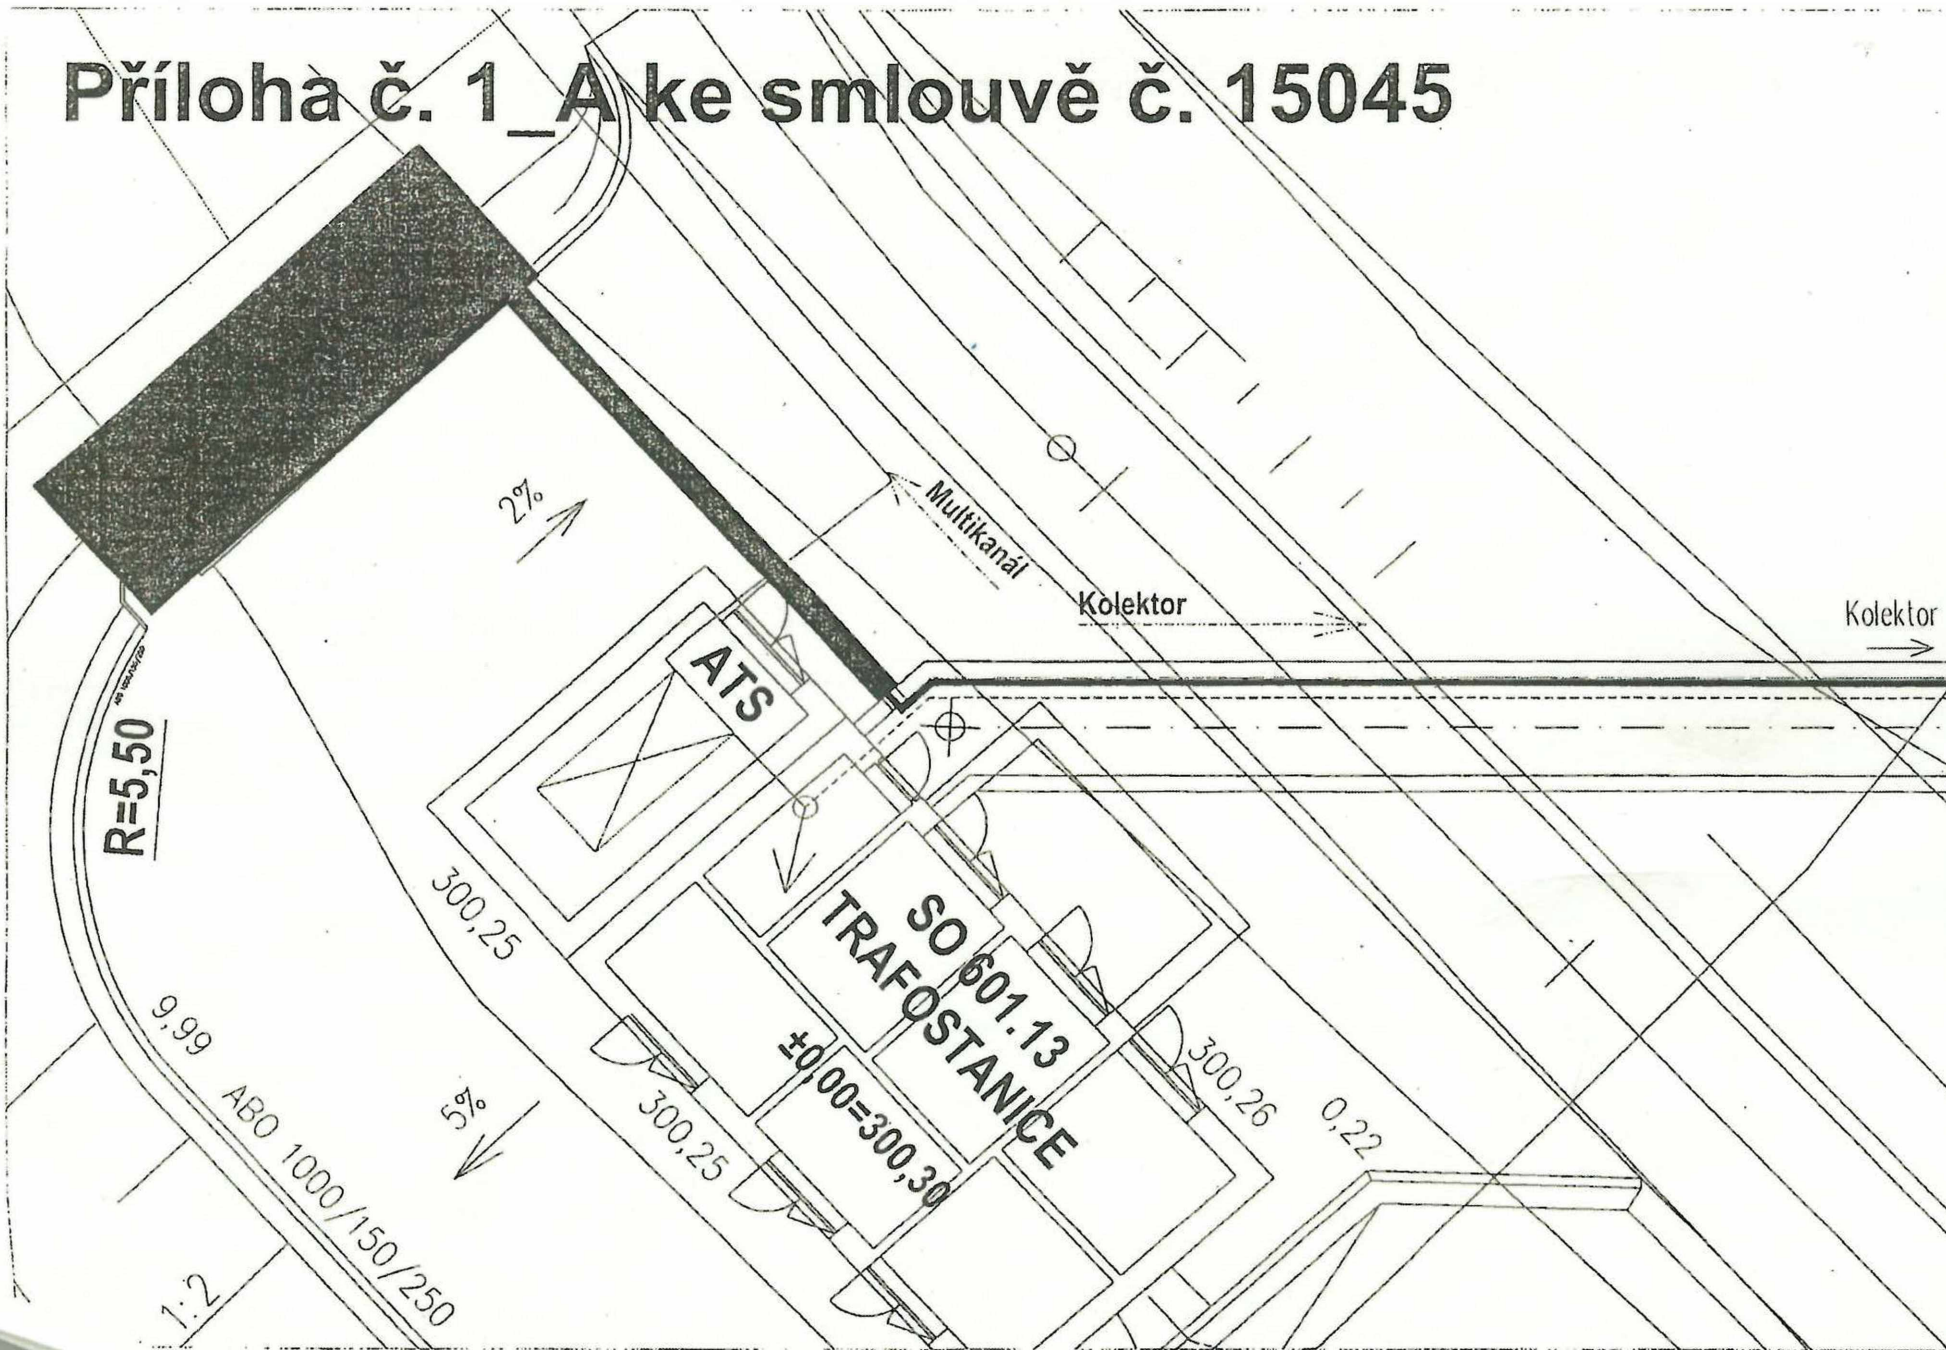 Příloha č. 1_A ke smlouvě č. 15045
2%
Multikanál
Kolektor
Kolektor
ATS
R=5,50
300,25
SO 601.13
TRAFOSTANICE
±0,00=300,30
9,99
ABO 1000/150/250
5%
300,25
300,26
0,22
1:2